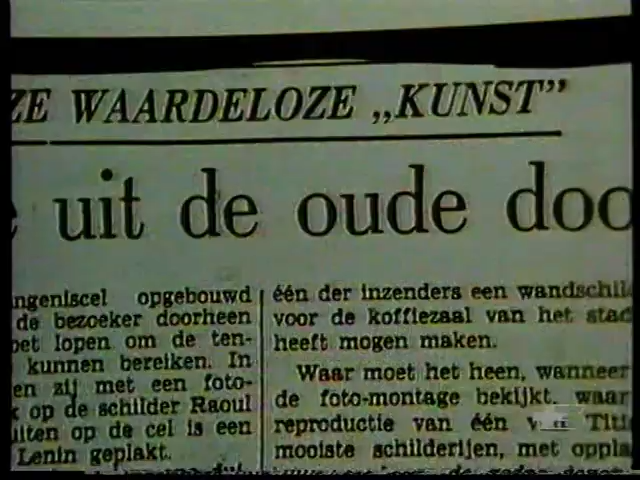 ZE WAARDELOZE „KUNST”
uit de oude doo
ingeniscel opgebouwd
de bezoeker doorheen
oet lopen om de ten-
kunnen bereiken. In
en zij met een foto-
k op de schilder Raoul
uiten op de cel is een
Lenin geplakt.
één der inzenders een wandschil
voor de koffiezaal van het stad
heeft mogen maken.
Waar moet het heen, wanneer
de foto-montage bekijkt, waar
reproductie van één v Titi
mooiste schilderijen, met oppla